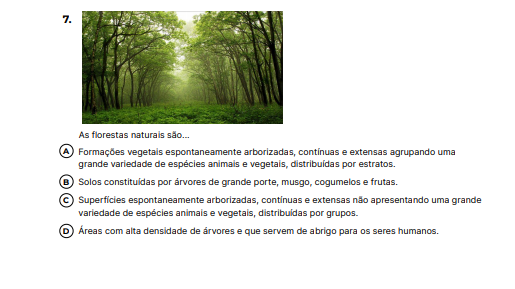 7.
As florestas naturais são...
A Formações vegetais espontaneamente arborizadas, contínuas e extensas agrupando uma
grande variedade de espécies animais e vegetais, distribuídas por estratos.
B Solos constituídas por árvores de grande porte, musgo, cogumelos e frutas.
C Superfícies espontaneamente arborizadas, contínuas e extensas não apresentando uma grande
variedade de espécies animais e vegetais, distribuídas por grupos.
D Áreas com alta densidade de árvores e que servem de abrigo para os seres humanos.